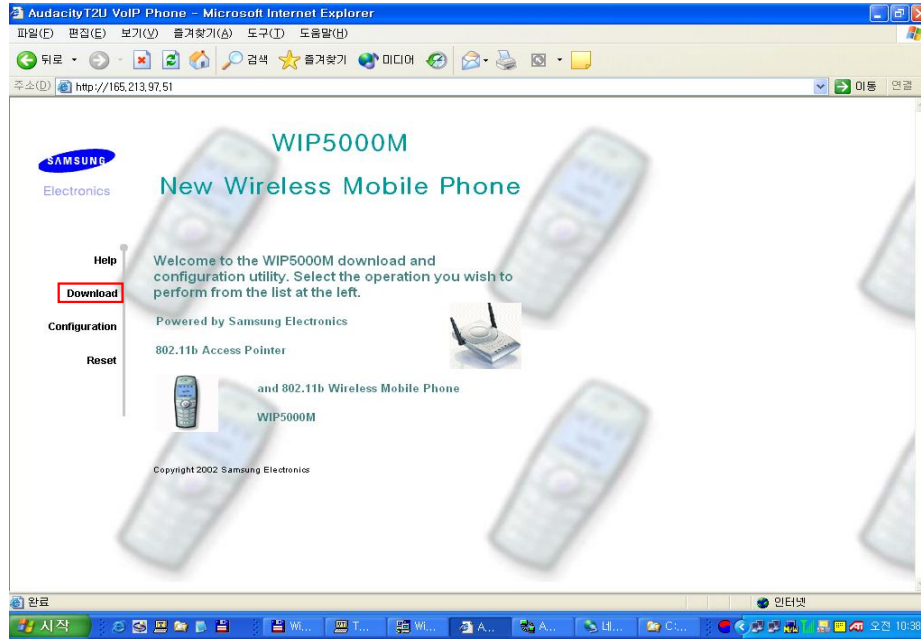 AudacityT2U VoIP Phone - Microsoft Internet Explorer
파일(F) 편집(E) 보기(V) 즐겨찾기(A) 도구(T) 도움말(H)
뒤로 검색 즐겨찾기 미디어
주소(D) http://165.213.97.51 이동 연결
SAMSUNG
Electronics
WIP5000M
New Wireless Mobile Phone
Help
Download
Configuration
Reset
Welcome to the WIP5000M download and
configuration utility. Select the operation you wish to
perform from the list at the left.
Powered by Samsung Electronics
802.11b Access Pointer
and 802.11b Wireless Mobile Phone
WIP5000M
Copyright 2002 Samsung Electronics
완료 인터넷
시작 Wi... T... Wi... A... A... 네... C:... 오전 10:38